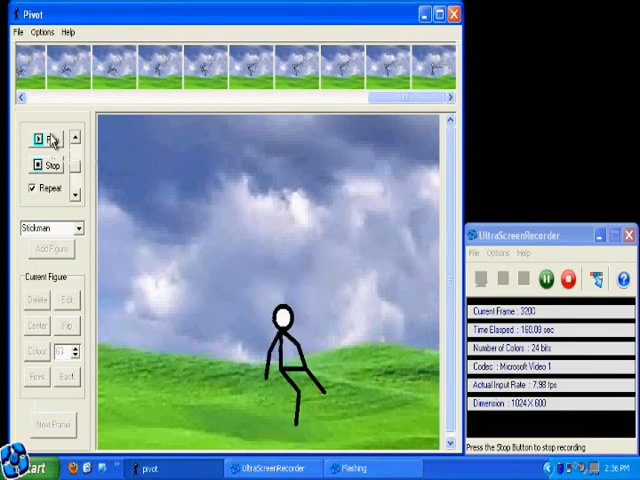 Pivot
File Options Help
Stop
Repeat
Stickman
Add Figure
Current Figure
Delete Edit
Center Flip
Colour 63
Front Back
Next Frame
UltraScreenRecorder
File Options Help
Current Frame : 3200
Time Elapsed : 160.08 sec
Number of Colors : 24 bits
Codec : Microsoft Video 1
Actual Input Rate : 7.98 fps
Dimension : 1024 X 600
Press the Stop Button to stop recording
start
pivot
UltraScreenRecorder
Flashing
2:36 PM